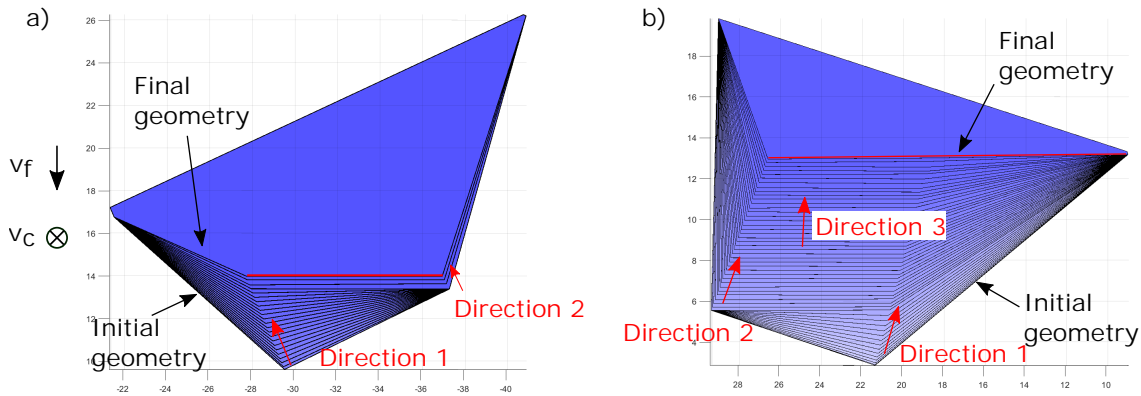 a)
26
24
22
20
18
16
14
12
10
-22
-24
-26
-28
-30
-32
-34
-36
-38
-40
Final
geometry
vf
vc
Initial
geometry
Direction 1
Direction 2
b)
18
16
14
12
10
8
6
4
28
26
24
22
20
18
16
14
12
10
Final
geometry
Direction 3
Direction 2
Direction 1
Initial
geometry